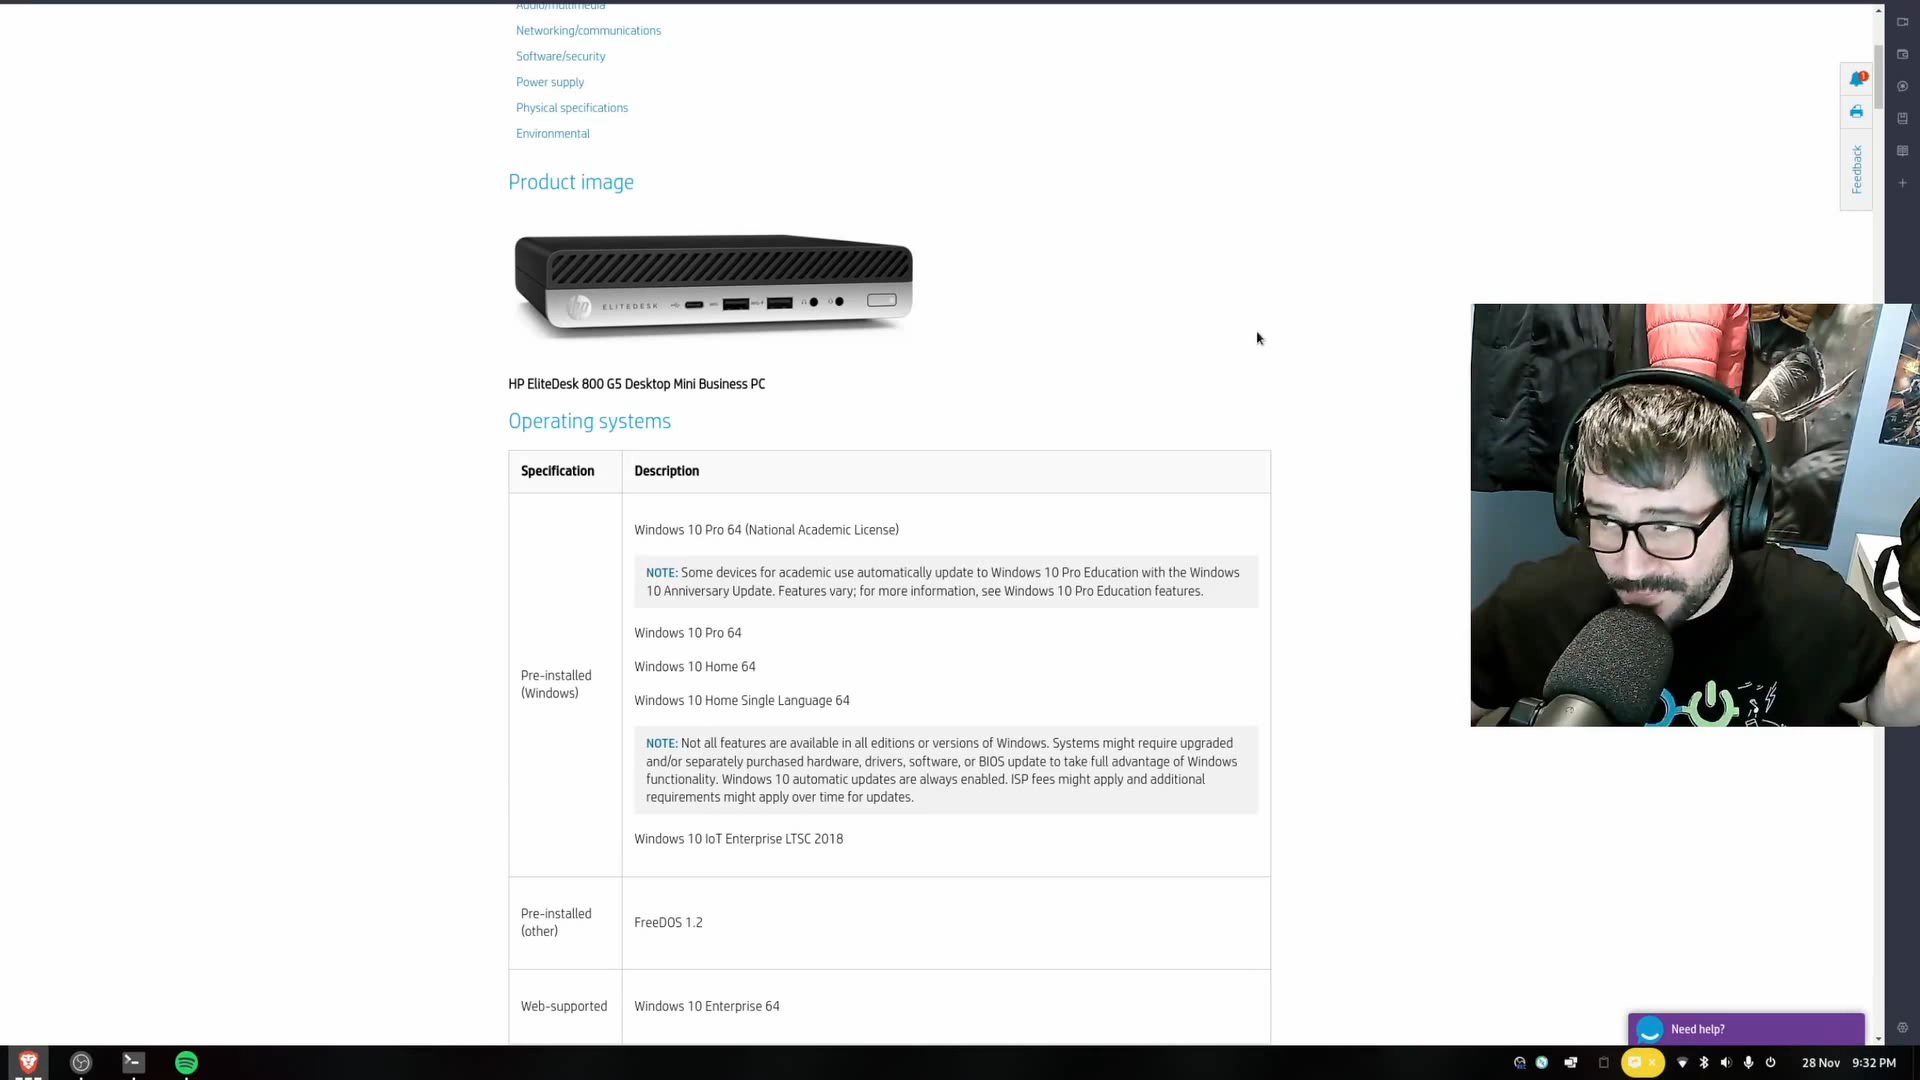 Audio/multimedia
Networking/communications
Software/security
Power supply
Physical specifications
Environmental
Product image
hp ELITEDESK
HP EliteDesk 800 G5 Desktop Mini Business PC
Operating systems
Specification
Description
Pre-installed
(Windows)
Windows 10 Pro 64 (National Academic License)
NOTE: Some devices for academic use automatically update to Windows 10 Pro Education with the Windows
10 Anniversary Update. Features vary; for more information, see Windows 10 Pro Education features.
Windows 10 Pro 64
Windows 10 Home 64
Windows 10 Home Single Language 64
NOTE: Not all features are available in all editions or versions of Windows. Systems might require upgraded
and/or separately purchased hardware, drivers, software, or BIOS update to take full advantage of Windows
functionality. Windows 10 automatic updates are always enabled. ISP fees might apply and additional
requirements might apply over time for updates.
Windows 10 IoT Enterprise LTSC 2018
Pre-installed
(other)
FreeDOS 1.2
Web-supported
Windows 10 Enterprise 64
1
Feedback
Need help?
28 Nov 9:32 PM